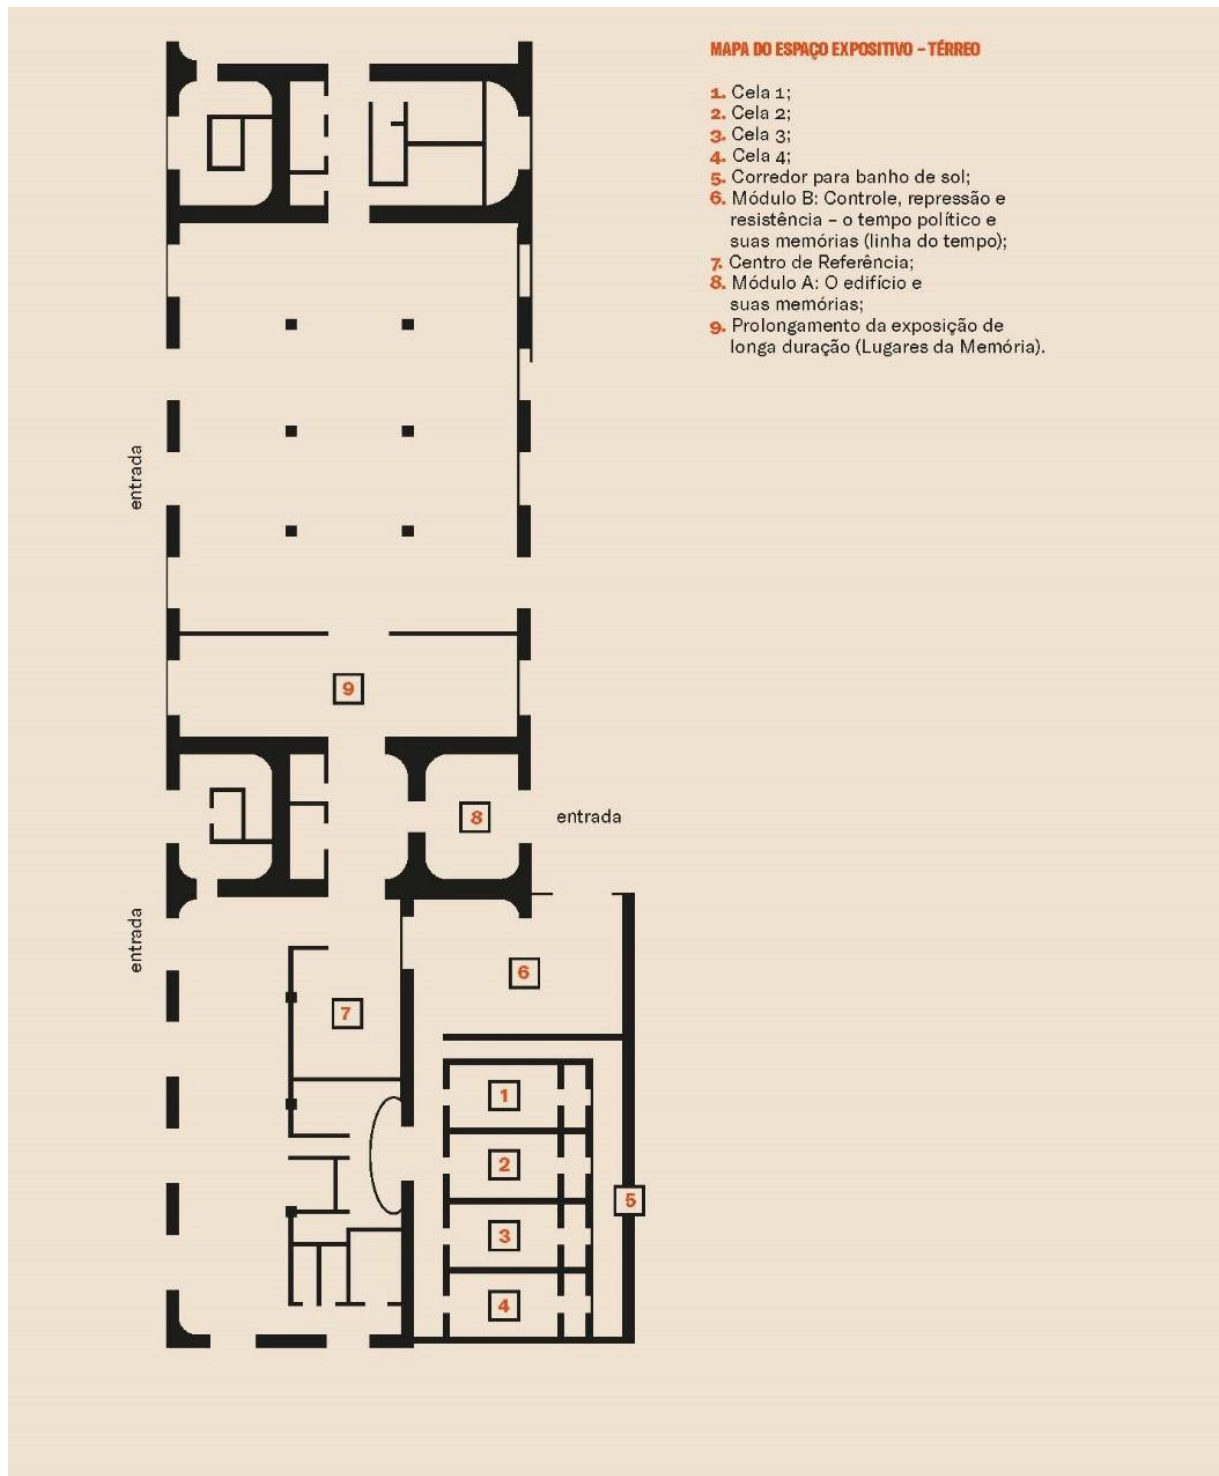 MAPA DO ESPAÇO EXPOSITIVO – TÉRREO
1. Cela 1;
2. Cela 2;
3. Cela 3;
4. Cela 4;
5. Corredor para banho de sol;
6. Módulo B: Controle, repressão e
resistência – o tempo político e
suas memórias (linha do tempo);
7. Centro de Referência;
8. Módulo A: O edifício e
suas memórias;
9. Prolongamento da exposição de
longa duração (Lugares da Memória).
entrada
9
8
entrada
entrada
6
7
1
2
5
3
4